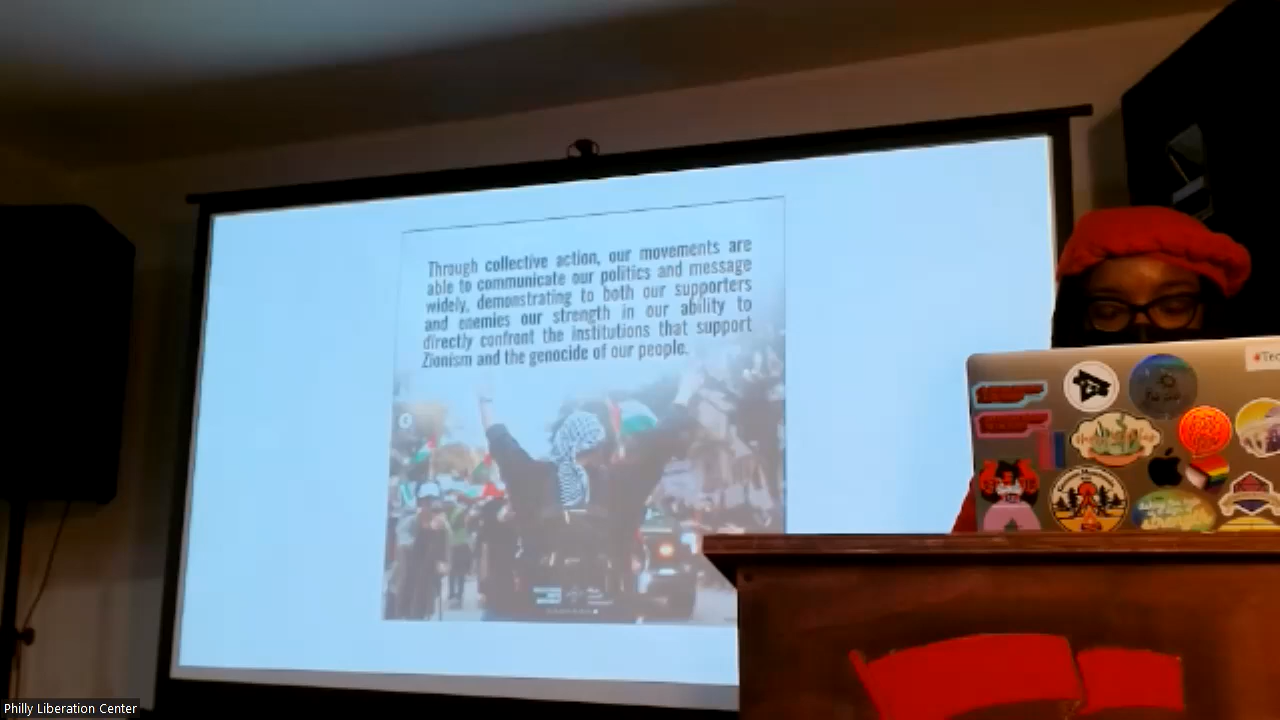 Through collective action, our movements are
able to communicate our politics and message
widely, demonstrating to both our supporters
and enemies our strength in our ability to
directly confront the institutions that support
Zionism and the genocide of our people.
#Tec
Philly Liberation Center